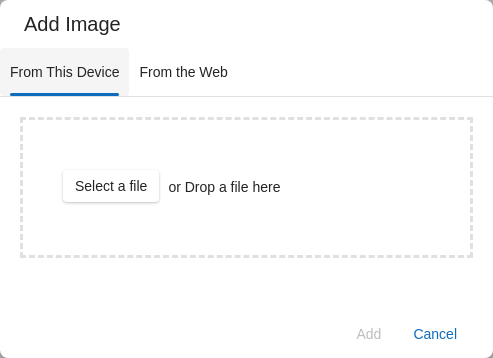 Add Image
From This Device From the Web
Select a file or Drop a file here
Add Cancel